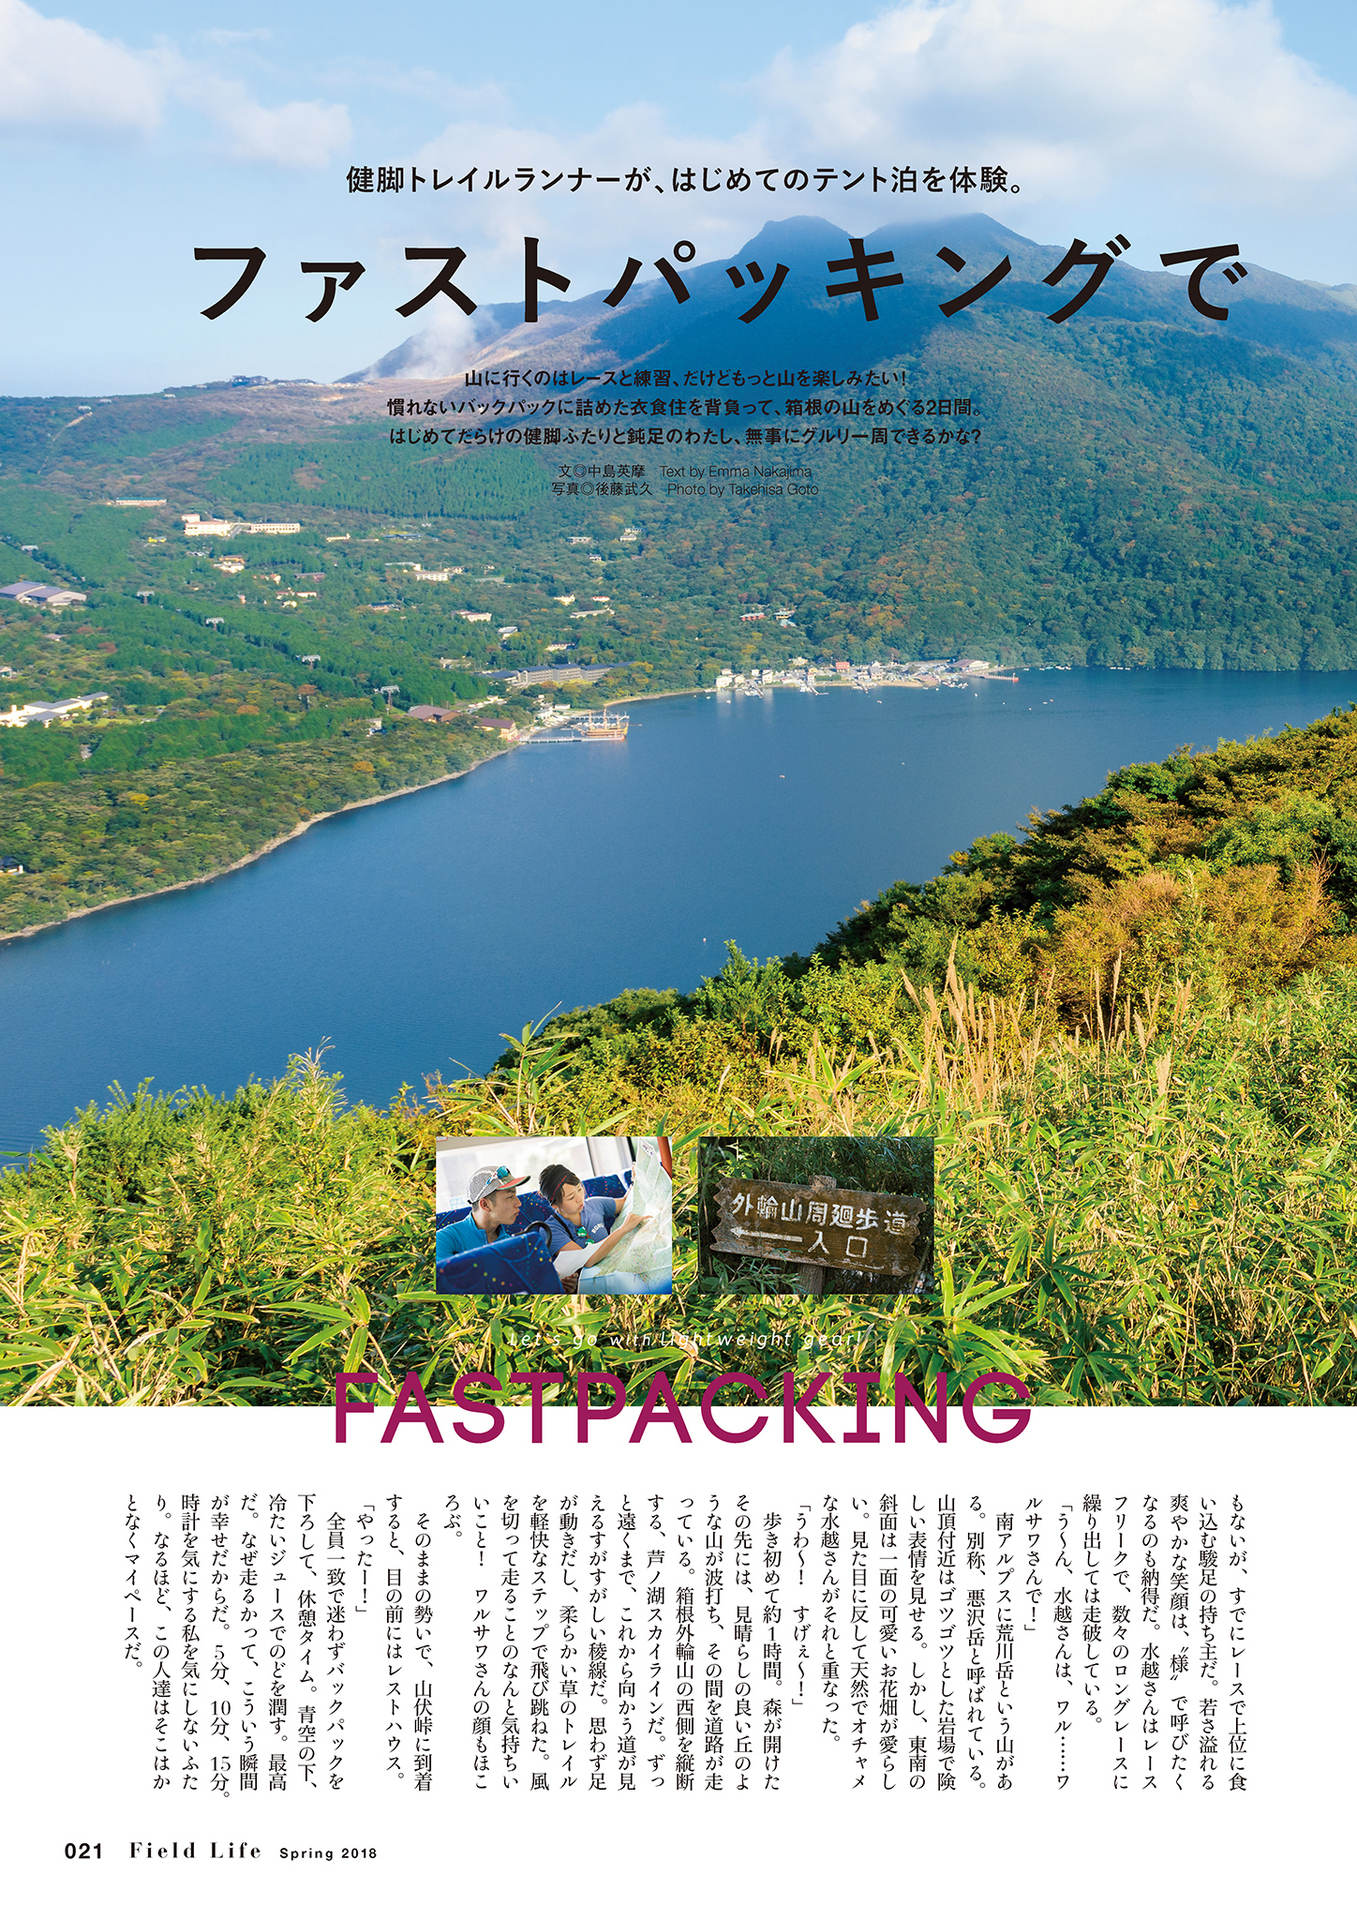 健脚トレイルランナーが、はじめてのテント泊を体験。
ファストパッキングで
山に行くのはレースと練習、だけどもっと山を楽しみたい！
慣れないバックパックに詰めた衣食住を背負って、箱根の山をめぐる2日間。
はじめてだらけの健脚ふたりと鈍足のわたし、無事にグルリ一周できるかな？
文◎中島英摩　Text by Emma Nakajima
写真◎後藤武久　Photo by Takehisa Goto
外輪山周廻歩道
入口
Let's go with lightweight gear!
FASTPACKING
もないが、すでにレースで上位に食
い込む駿足の持ち主だ。若さ溢れる
爽やかな笑顔は、〝様〟で呼びたく
なるのも納得だ。水越さんはレース
フリークで、数々のロングレースに
繰り出しては走破している。
「う〜ん、水越さんは、ワル……ワ
ルサワさんで！」
南アルプスに荒川岳という山があ
る。別称、悪沢岳と呼ばれている。
山頂付近はゴツゴツとした岩場で険
しい表情を見せる。しかし、東南の
斜面は一面の可愛いお花畑が愛らし
い。見た目に反して天然でオチャメ
な水越さんがそれと重なった。
「うわ〜！　すげぇ〜！」
歩き初めて約1時間。森が開けた
その先には、見晴らしの良い丘のよ
うな山が波打ち、その間を道路が走
っている。箱根外輪山の西側を縦断
する、芦ノ湖スカイラインだ。ずっ
と遠くまで、これから向かう道が見
えるすがすがしい稜線だ。思わず足
が動きだし、柔らかい草のトレイル
を軽快なステップで飛び跳ねた。風
を切って走ることのなんと気持ちい
いこと！　ワルサワさんの顔もほこ
ろぶ。
そのままの勢いで、山伏峠に到着
すると、目の前にはレストハウス。
「やったー！」
全員一致で迷わずバックパックを
下ろして、休憩タイム。青空の下、
冷たいジュースでのどを潤す。最高
だ。なぜ走るかって、こういう瞬間
が幸せだからだ。5分、10分、15分。
時計を気にする私を気にしないふた
り。なるほど、この人達はそこはか
となくマイペースだ。
021 Field Life Spring 2018